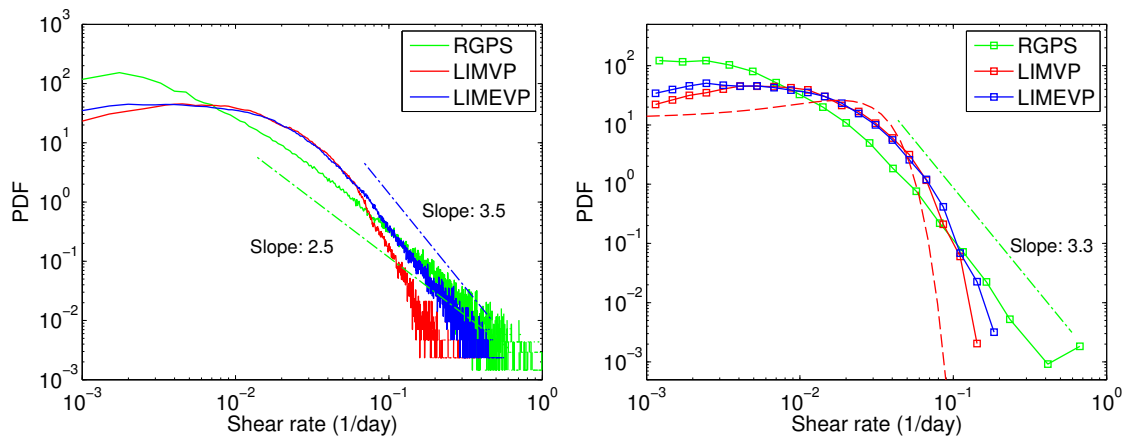 10^3
10^2
10^1
10^0
10^-1
10^-2
10^-3
PDF
RGPS
LIMVP
LIMEVP
Slope: 3.5
Slope: 2.5
10^-3
10^-2
10^-1
10^0
Shear rate (1/day)
10^2
10^1
10^0
10^-1
10^-2
10^-3
PDF
RGPS
LIMVP
LIMEVP
Slope: 3.3
10^-3
10^-2
10^-1
10^0
Shear rate (1/day)